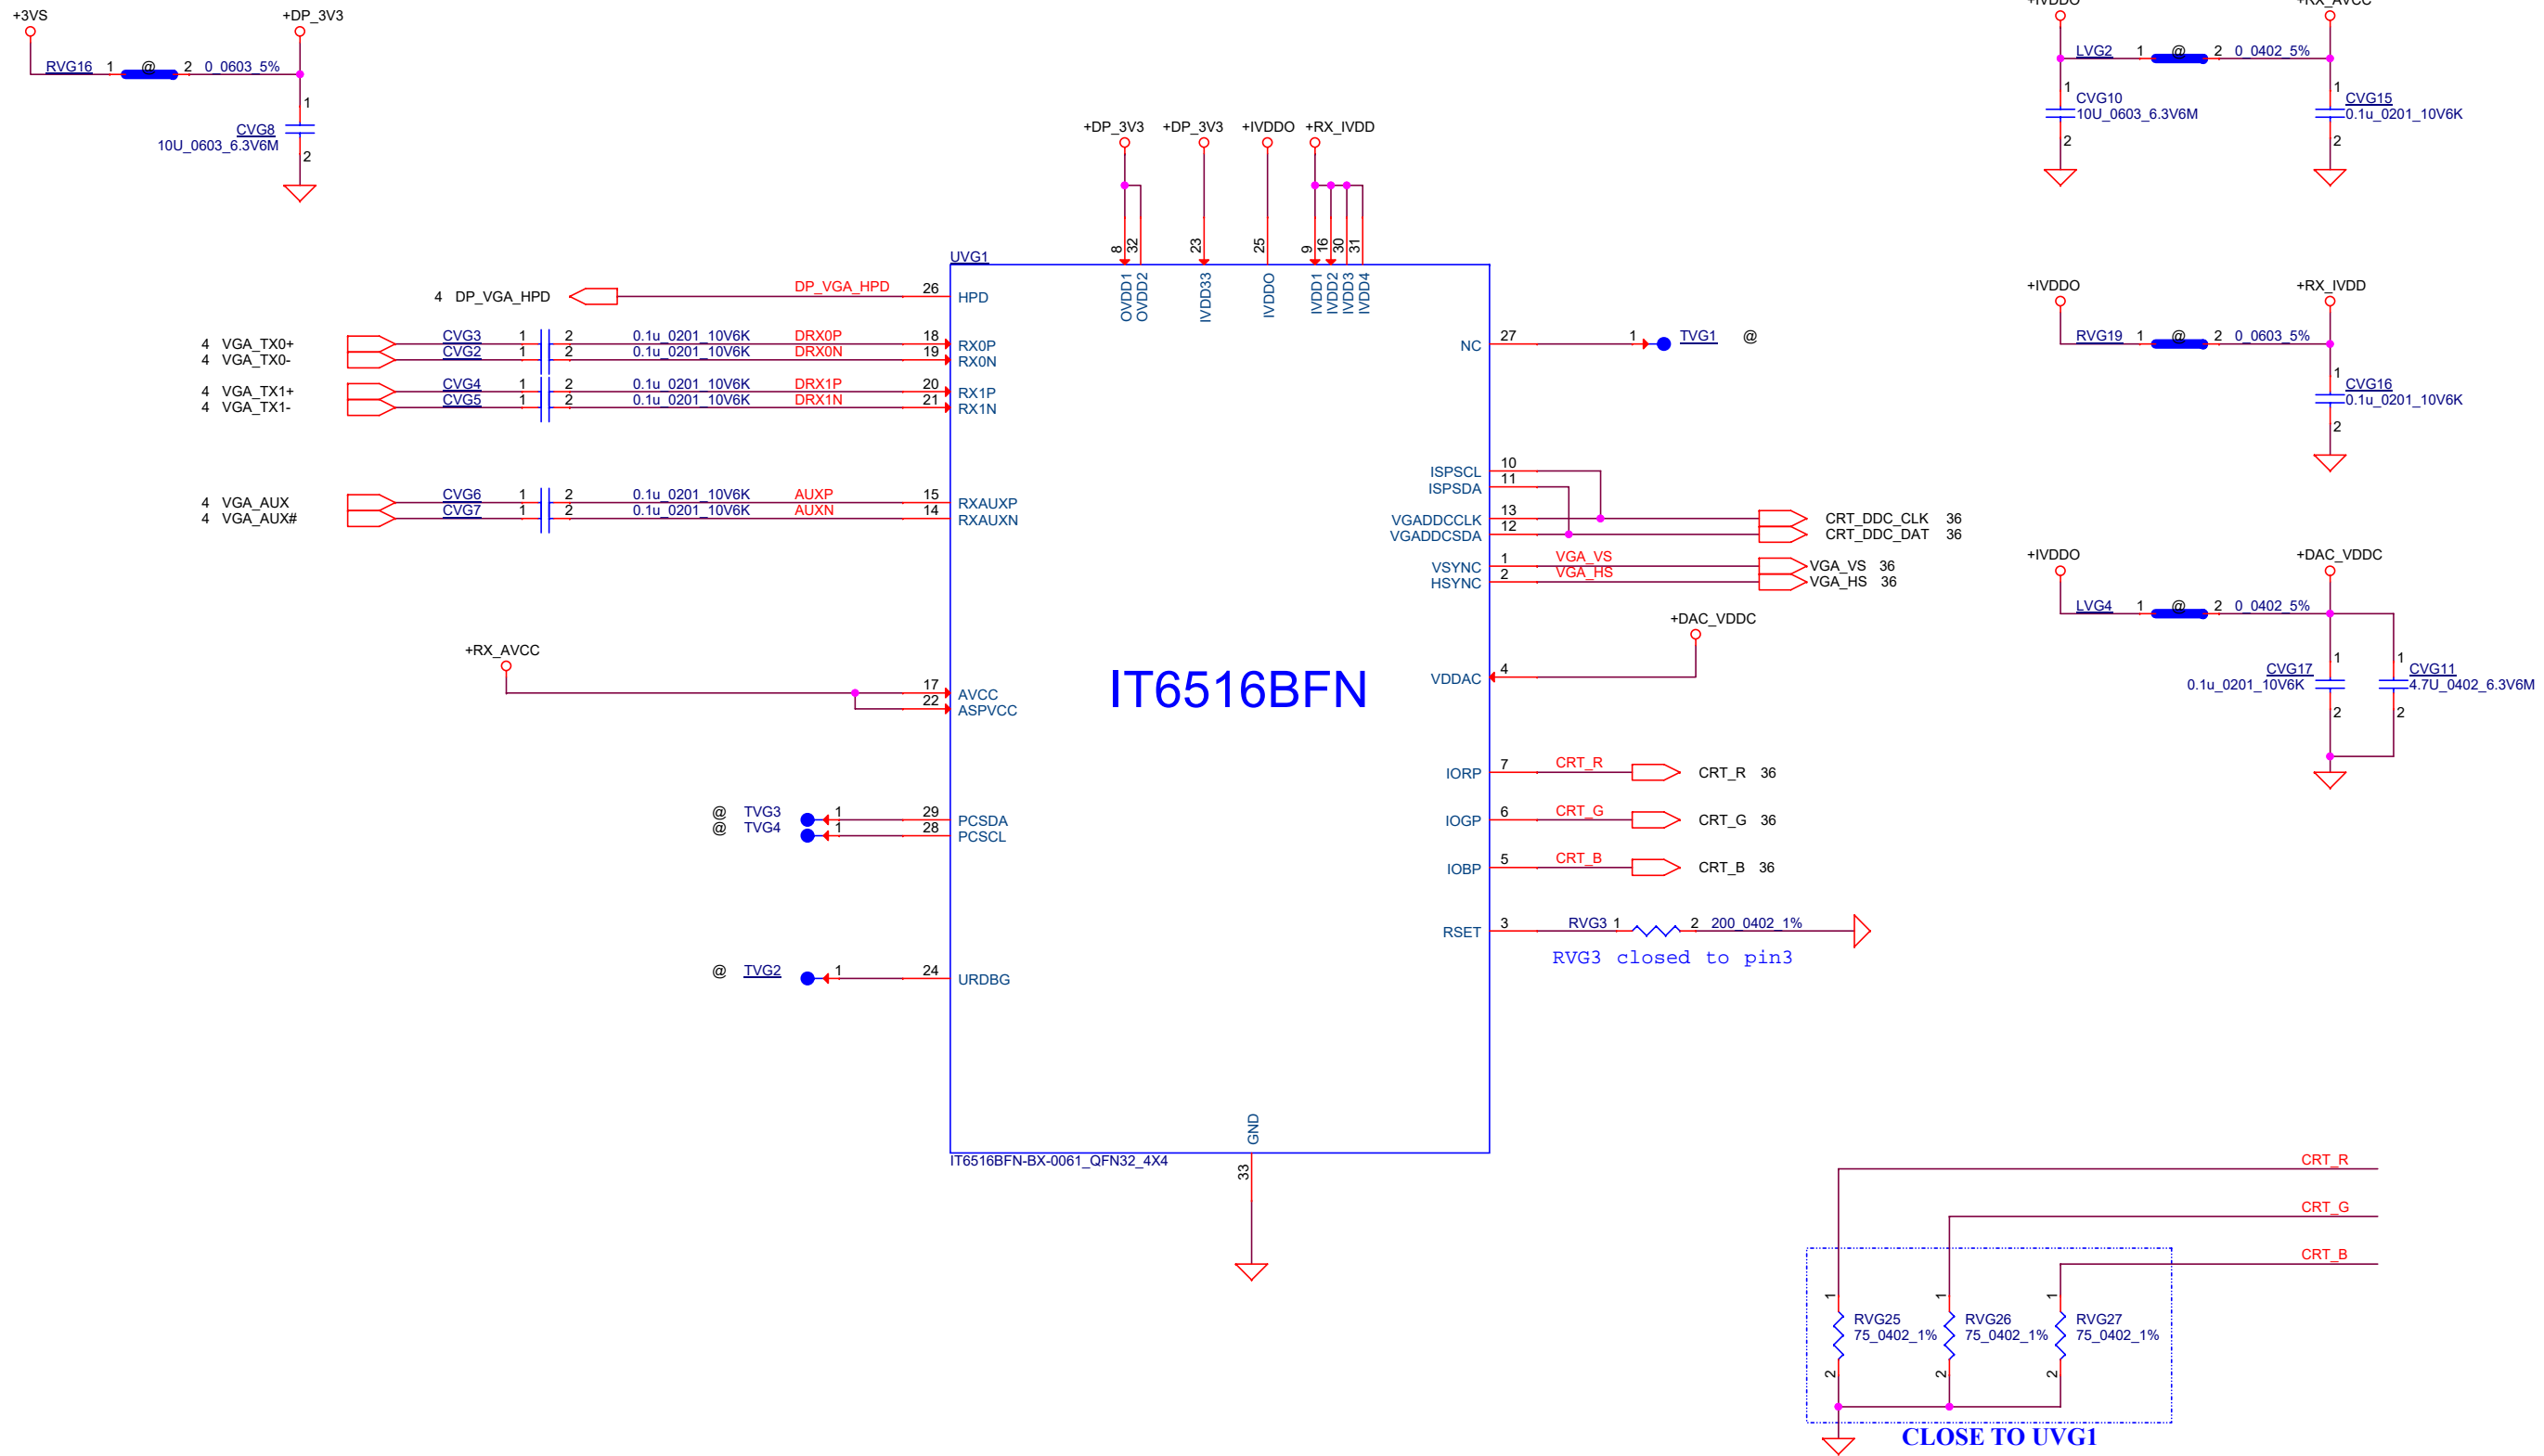 +3VS
+DP_3V3
RVG16 1 @ 2 0_0603_5%
1
CVG8
10U_0603_6.3V6M
2
+IVDDO
+RX_AVCC
LVG2 1 @ 2 0_0402_5%
1
CVG10
10U_0603_6.3V6M
2
1
CVG15
0.1u_0201_10V6K
2
+DP_3V3 +DP_3V3 +IVDDO +RX_IVDD
8 32 23 25 9 16 30 31
OVDD1 OVDD2 IVDD33 IVDDO IVDD1 IVDD2 IVDD3 IVDD4
UVG1
4 DP_VGA_HPD DP_VGA_HPD 26 HPD
4 VGA_TX0+ CVG3 1 2 0.1u_0201_10V6K DRX0P 18 RX0P
4 VGA_TX0- CVG2 1 2 0.1u_0201_10V6K DRX0N 19 RX0N
4 VGA_TX1+ CVG4 1 2 0.1u_0201_10V6K DRX1P 20 RX1P
4 VGA_TX1- CVG5 1 2 0.1u_0201_10V6K DRX1N 21 RX1N
4 VGA_AUX CVG6 1 2 0.1u_0201_10V6K AUXP 15 RXAUXP
4 VGA_AUX# CVG7 1 2 0.1u_0201_10V6K AUXN 14 RXAUXN
+RX_AVCC
17 AVCC
22 ASPVCC
@ TVG3 1 29 PCSDA
@ TVG4 1 28 PCSCL
@ TVG2 1 24 URDBG
IT6516BFN
NC 27 1 TVG1 @
ISPSCL 10
ISPSDA 11
VGADDCCLK 13 CRT_DDC_CLK 36
VGADDCSDA 12 CRT_DDC_DAT 36
VSYNC 1 VGA_VS VGA_VS 36
HSYNC 2 VGA_HS VGA_HS 36
+DAC_VDDC
VDDAC 4
IORP 7 CRT_R CRT_R 36
IOGP 6 CRT_G CRT_G 36
IOBP 5 CRT_B CRT_B 36
RSET 3 RVG3 1 2 200_0402_1%
RVG3 closed to pin3
GND
33
IT6516BFN-BX-0061_QFN32_4X4
+IVDDO
+RX_IVDD
RVG19 1 @ 2 0_0603_5%
1
CVG16
0.1u_0201_10V6K
2
+IVDDO
+DAC_VDDC
LVG4 1 @ 2 0_0402_5%
1
CVG17
0.1u_0201_10V6K
2
1
CVG11
4.7U_0402_6.3V6M
2
CRT_R
CRT_G
CRT_B
1 1 1
RVG25 RVG26 RVG27
75_0402_1% 75_0402_1% 75_0402_1%
2 2 2
CLOSE TO UVG1